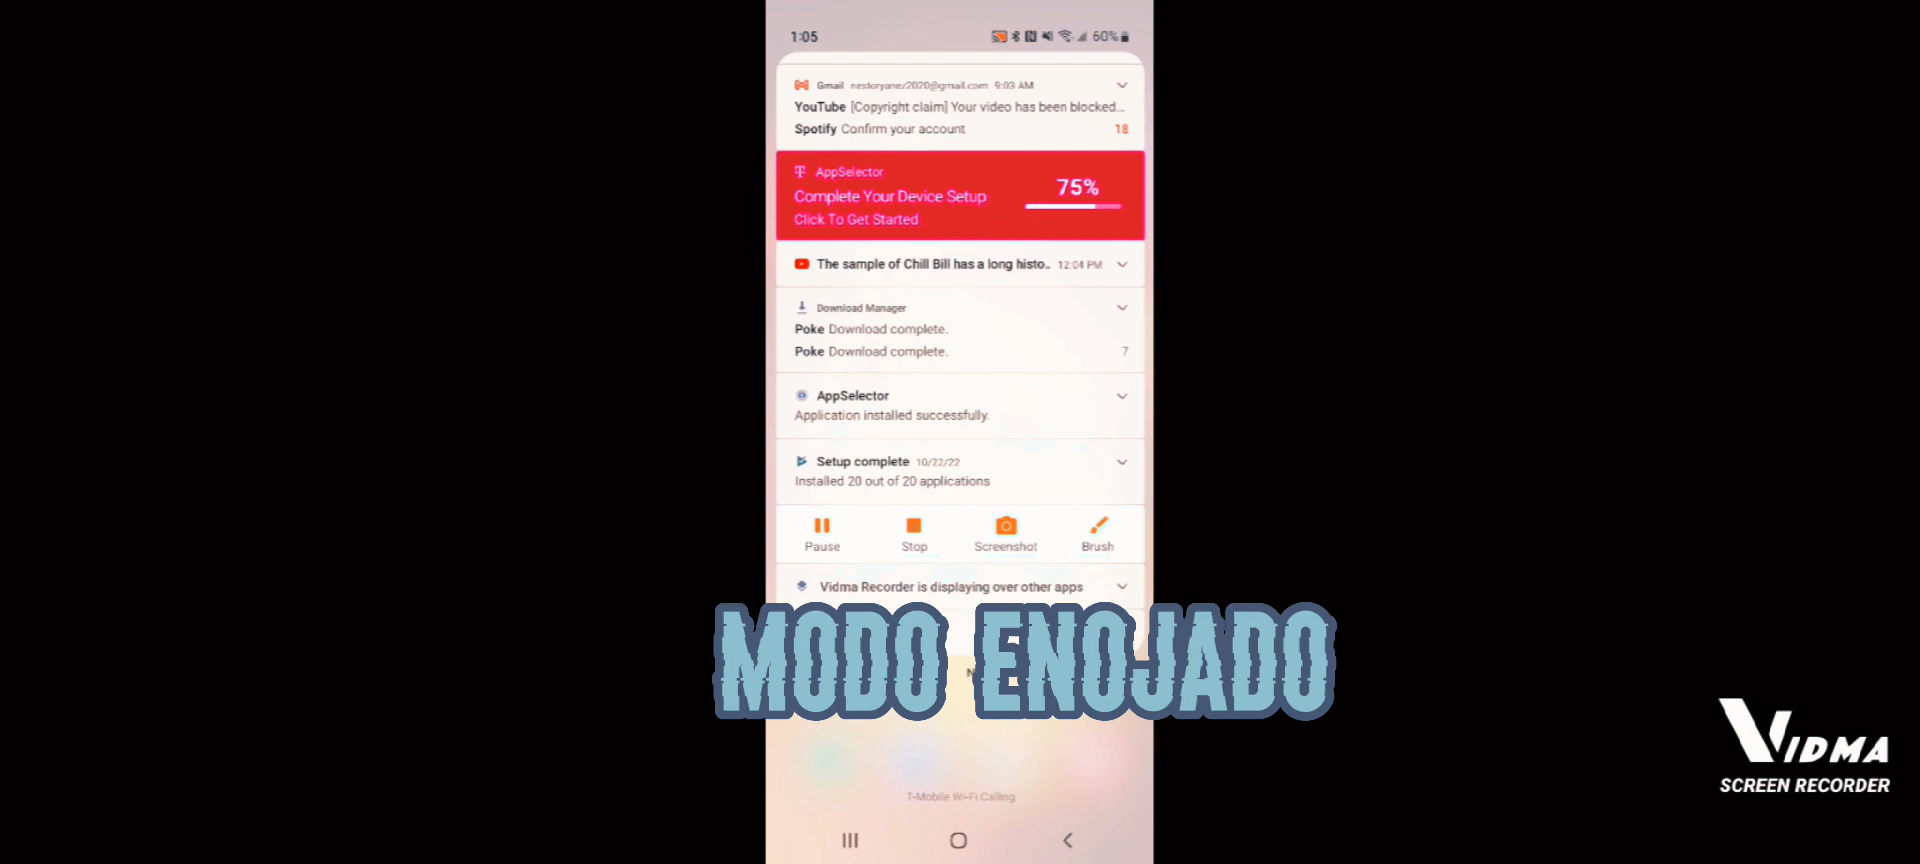 1:05
60%
Gmail nestoryanez2020@gmail.com 9:03 AM
YouTube [Copyright claim] Your video has been blocked...
Spotify Confirm your account 18
AppSelector
Complete Your Device Setup
75%
Click To Get Started
The sample of Chill Bill has a long histo.. 12:04 PM
Download Manager
Poke Download complete.
Poke Download complete. 7
AppSelector
Application installed successfully.
Setup complete 10/22/22
Installed 20 out of 20 applications
Pause Stop Screenshot Brush
Vidma Recorder is displaying over other apps
MODO ENOJADO
VIDMA
SCREEN RECORDER
T-Mobile Wi-Fi Calling